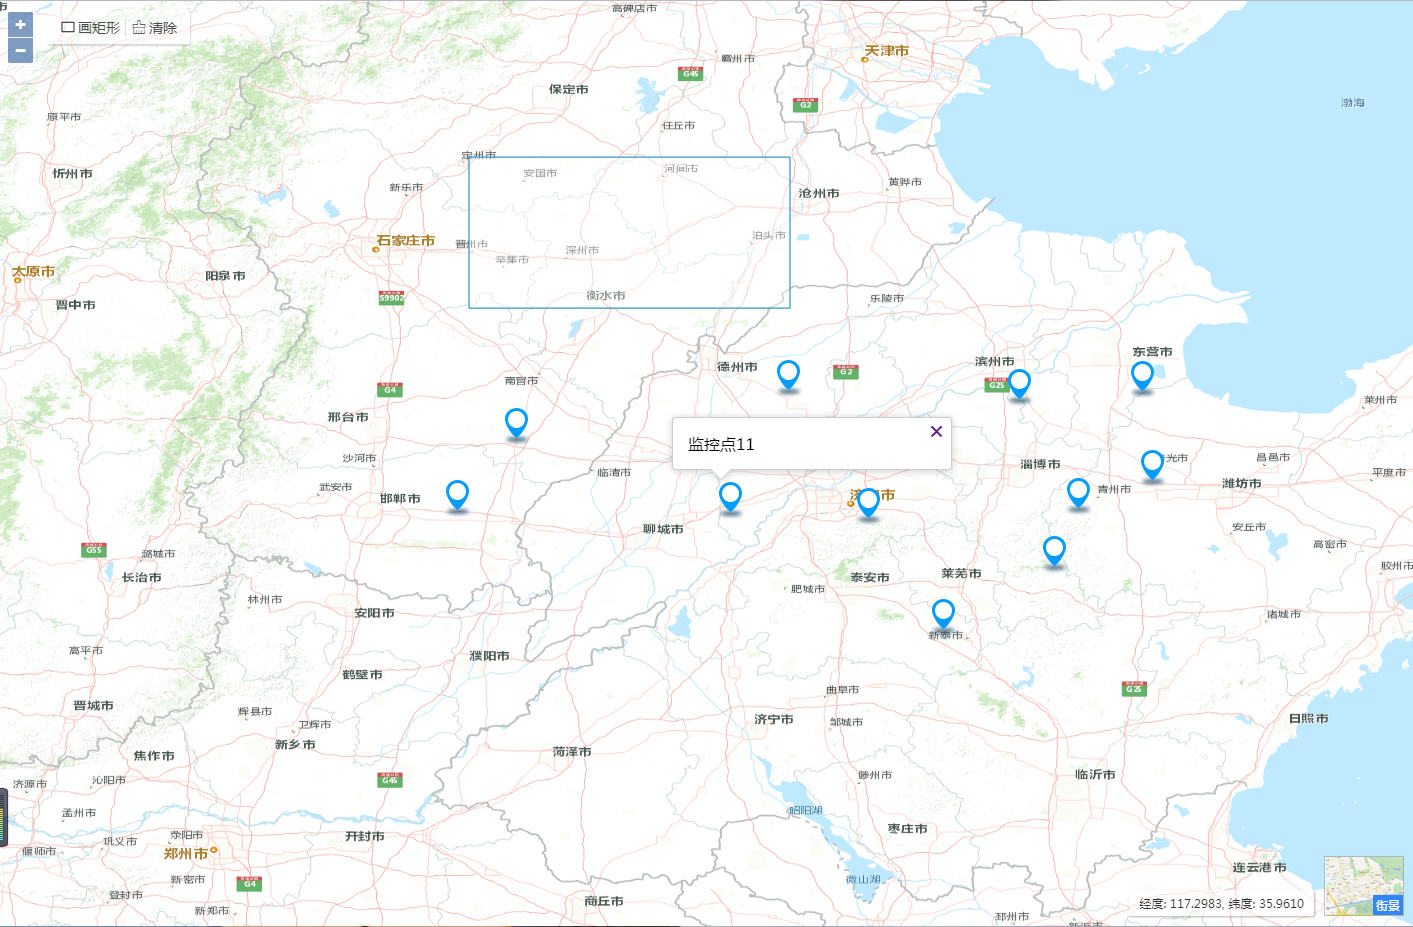 高碑店市
+
画矩形 清除
−
霸州市
天津市
G45
保定市
G2
渤海
原平市
任丘市
定州市
忻州市
安国市
河间市
新乐市
黄骅市
沧州市
石家庄市
晋州市
泊头市
深州市
辛集市
太原市
阳泉市
衡水市
S9902
乐陵市
晋中市
东营市
滨州市
德州市
G2
南宫市
G25
G4
莱州市
邢台市
监控点11
✕
沙河市
光市
昌邑市
淄博市
临清市
平度市
武安市
潍坊市
青州市
邯郸市
市
聊城市
安丘市
高密市
G55
潞城市
胶州市
莱芜市
长治市
泰安市
肥城市
林州市
安阳市
诸城市
新泰市
高平市
濮阳市
鹤壁市
曲阜市
G25
晋城市
辉县市
济宁市
日照市
邹城市
卫辉市
新乡市
菏泽市
焦作市
临沂市
滕州市
G45
沁阳市
济源市
昭阳湖
孟州市
枣庄市
荥阳市
开封市
巩义市
偃师市
郑州市
连云港市
新密市
微山湖
G4
登封市
商丘市
经度: 117.2983, 纬度: 35.9610
街景
新郑市
邳州市